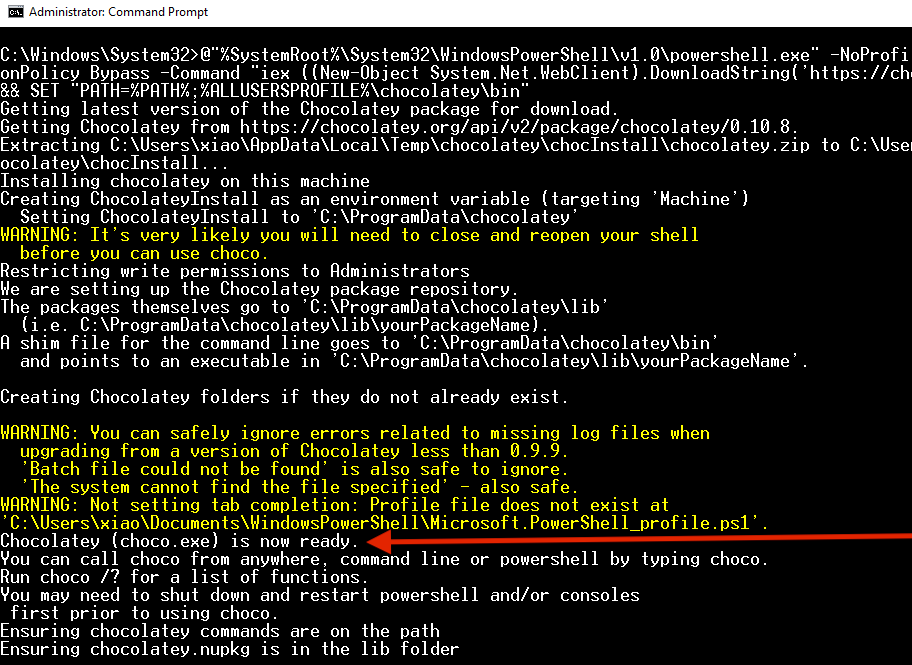 Administrator: Command Prompt
C:\Windows\System32>@"%SystemRoot%\System32\WindowsPowerShell\v1.0\powershell.exe" -NoProfi
onPolicy Bypass -Command "iex ((New-Object System.Net.WebClient).DownloadString('https://cho
&& SET "PATH=%PATH%;%ALLUSERSPROFILE%\chocolatey\bin"
Getting latest version of the Chocolatey package for download.
Getting Chocolatey from https://chocolatey.org/api/v2/package/chocolatey/0.10.8.
Extracting C:\Users\xiao\AppData\Local\Temp\chocolatey\chocInstall\chocolatey.zip to C:\User
ocolatey\chocInstall...
Installing chocolatey on this machine
Creating ChocolateyInstall as an environment variable (targeting 'Machine')
  Setting ChocolateyInstall to 'C:\ProgramData\chocolatey'
WARNING: It's very likely you will need to close and reopen your shell
  before you can use choco.
Restricting write permissions to Administrators
We are setting up the Chocolatey package repository.
The packages themselves go to 'C:\ProgramData\chocolatey\lib'
  (i.e. C:\ProgramData\chocolatey\lib\yourPackageName).
A shim file for the command line goes to 'C:\ProgramData\chocolatey\bin'
  and points to an executable in 'C:\ProgramData\chocolatey\lib\yourPackageName'.
Creating Chocolatey folders if they do not already exist.
WARNING: You can safely ignore errors related to missing log files when
  upgrading from a version of Chocolatey less than 0.9.9.
  'Batch file could not be found' is also safe to ignore.
  'The system cannot find the file specified' - also safe.
WARNING: Not setting tab completion: Profile file does not exist at
'C:\Users\xiao\Documents\WindowsPowerShell\Microsoft.PowerShell_profile.ps1'.
Chocolatey (choco.exe) is now ready.
You can call choco from anywhere, command line or powershell by typing choco.
Run choco /? for a list of functions.
You may need to shut down and restart powershell and/or consoles
 first prior to using choco.
Ensuring chocolatey commands are on the path
Ensuring chocolatey.nupkg is in the lib folder